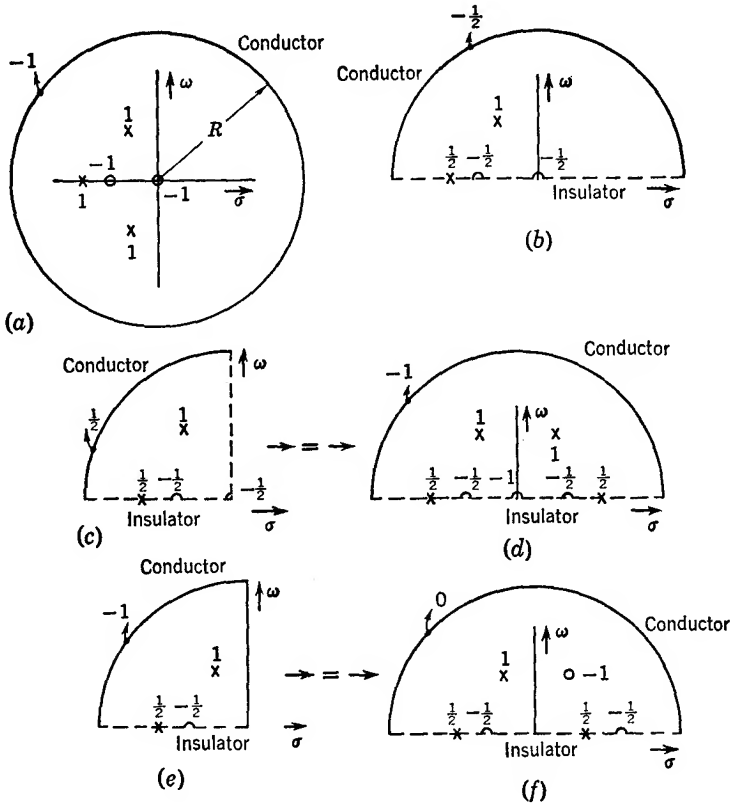 Conductor
-1
ω
1
R
-1
1
-1
σ
1
(a)
-1/2
Conductor
ω
1
1/2 -1/2 -1/2
Insulator
σ
(b)
Conductor
ω
1/2
1
1/2 -1/2 -1/2
Insulator
σ
(c)
Conductor
-1
ω
1
1
1/2 -1/2 -1 -1/2 1/2
Insulator
σ
(d)
Conductor
ω
-1
1
1/2 -1/2
Insulator
σ
(e)
0
Conductor
ω
1
-1
1/2 -1/2 1/2 -1/2
Insulator
σ
(f)